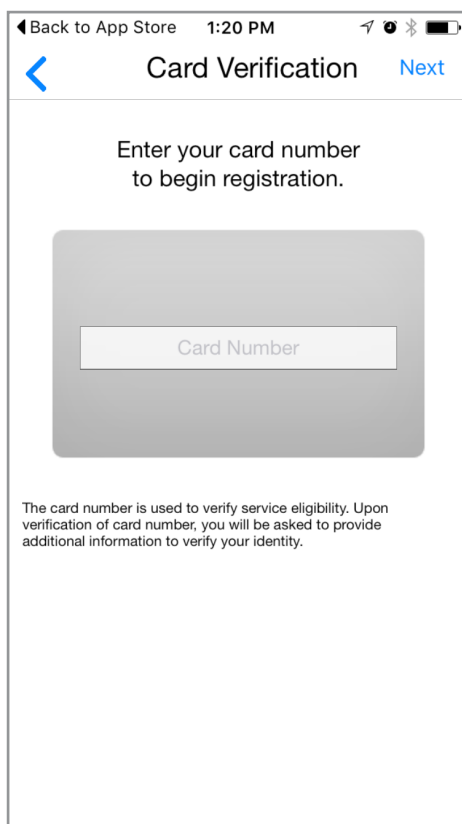 Back to App Store 1:20 PM
Card Verification Next
Enter your card number
to begin registration.
Card Number
The card number is used to verify service eligibility. Upon
verification of card number, you will be asked to provide
additional information to verify your identity.